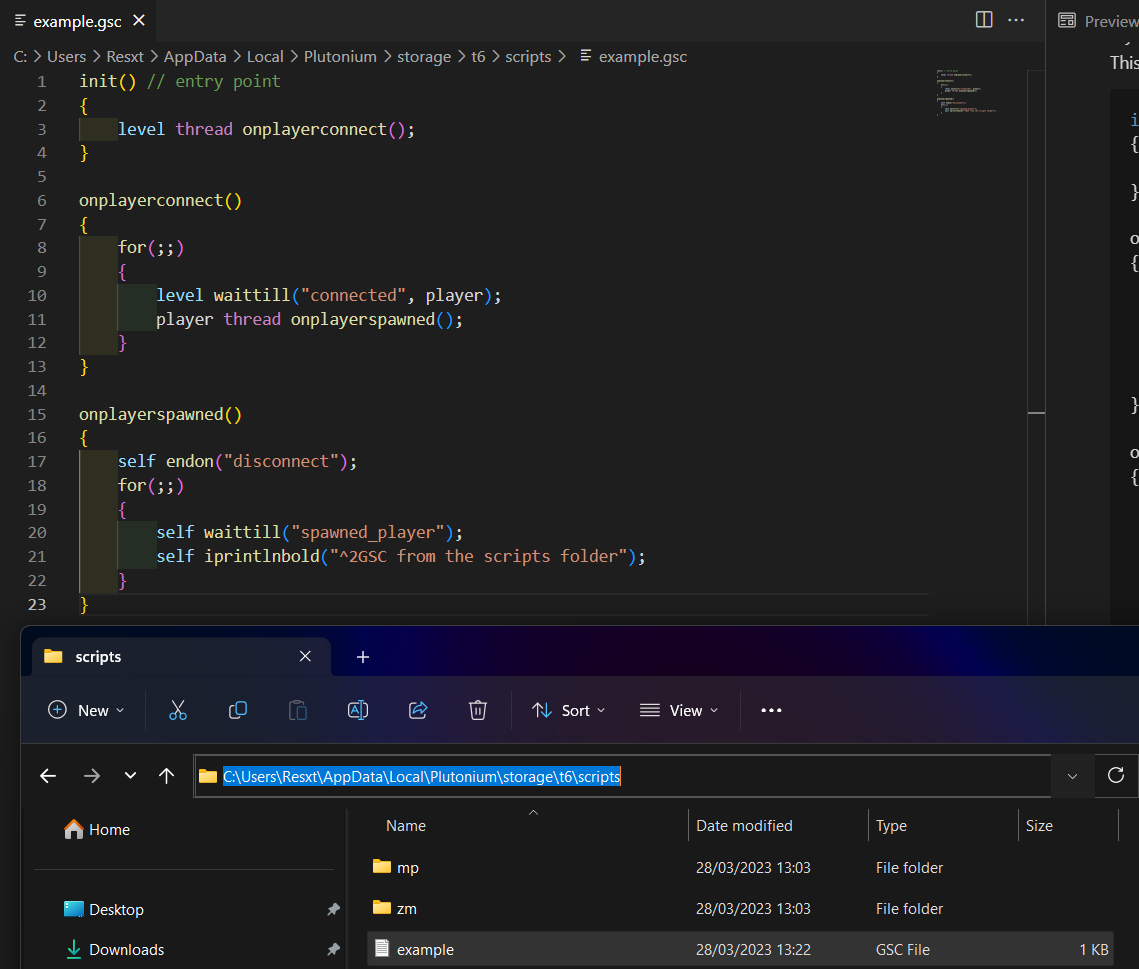 example.gsc
Preview
C: > Users > Resxt > AppData > Local > Plutonium > storage > t6 > scripts > example.gsc
This
1 init() // entry point
2 {
3 level thread onplayerconnect();
4 }
5
6 onplayerconnect()
7 {
8 for(;;)
9 {
10 level waittill("connected", player);
11 player thread onplayerspawned();
12 }
13 }
14
15 onplayerspawned()
16 {
17 self endon("disconnect");
18 for(;;)
19 {
20 self waittill("spawned_player");
21 self iprintlnbold("^2GSC from the scripts folder");
22 }
23 }
i
{
}
o
{
}
o
{
scripts
New
Sort
View
C:\Users\Resxt\AppData\Local\Plutonium\storage\t6\scripts
Home
Desktop
Downloads
Name Date modified Type Size
mp 28/03/2023 13:03 File folder
zm 28/03/2023 13:03 File folder
example 28/03/2023 13:22 GSC File 1 KB